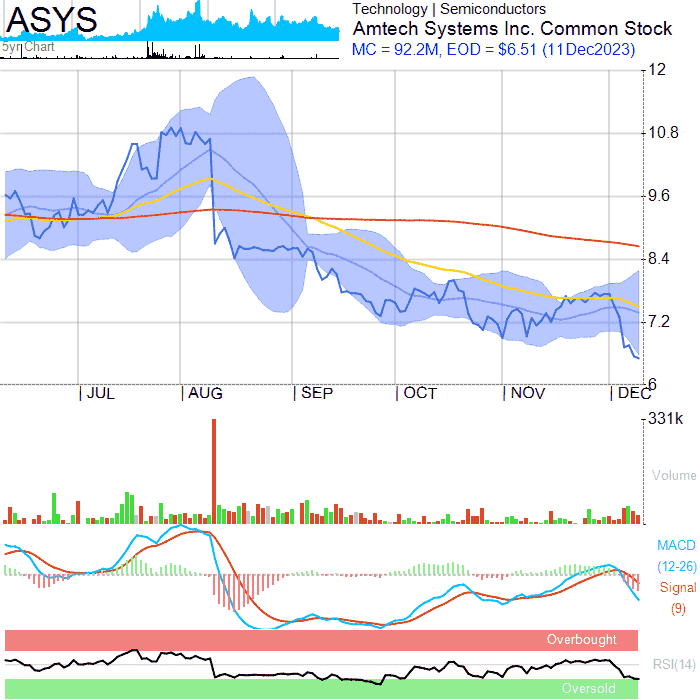 ASYS
5yr Chart
Technology | Semiconductors
Amtech Systems Inc. Common Stock
MC = 92.2M, EOD = $6.51 (11Dec2023)
12
10.8
9.6
8.4
7.2
6
JUL
AUG
SEP
OCT
NOV
DEC
331k
Volume
MACD
(12-26)
Signal
(9)
Overbought
RSI(14)
Oversold